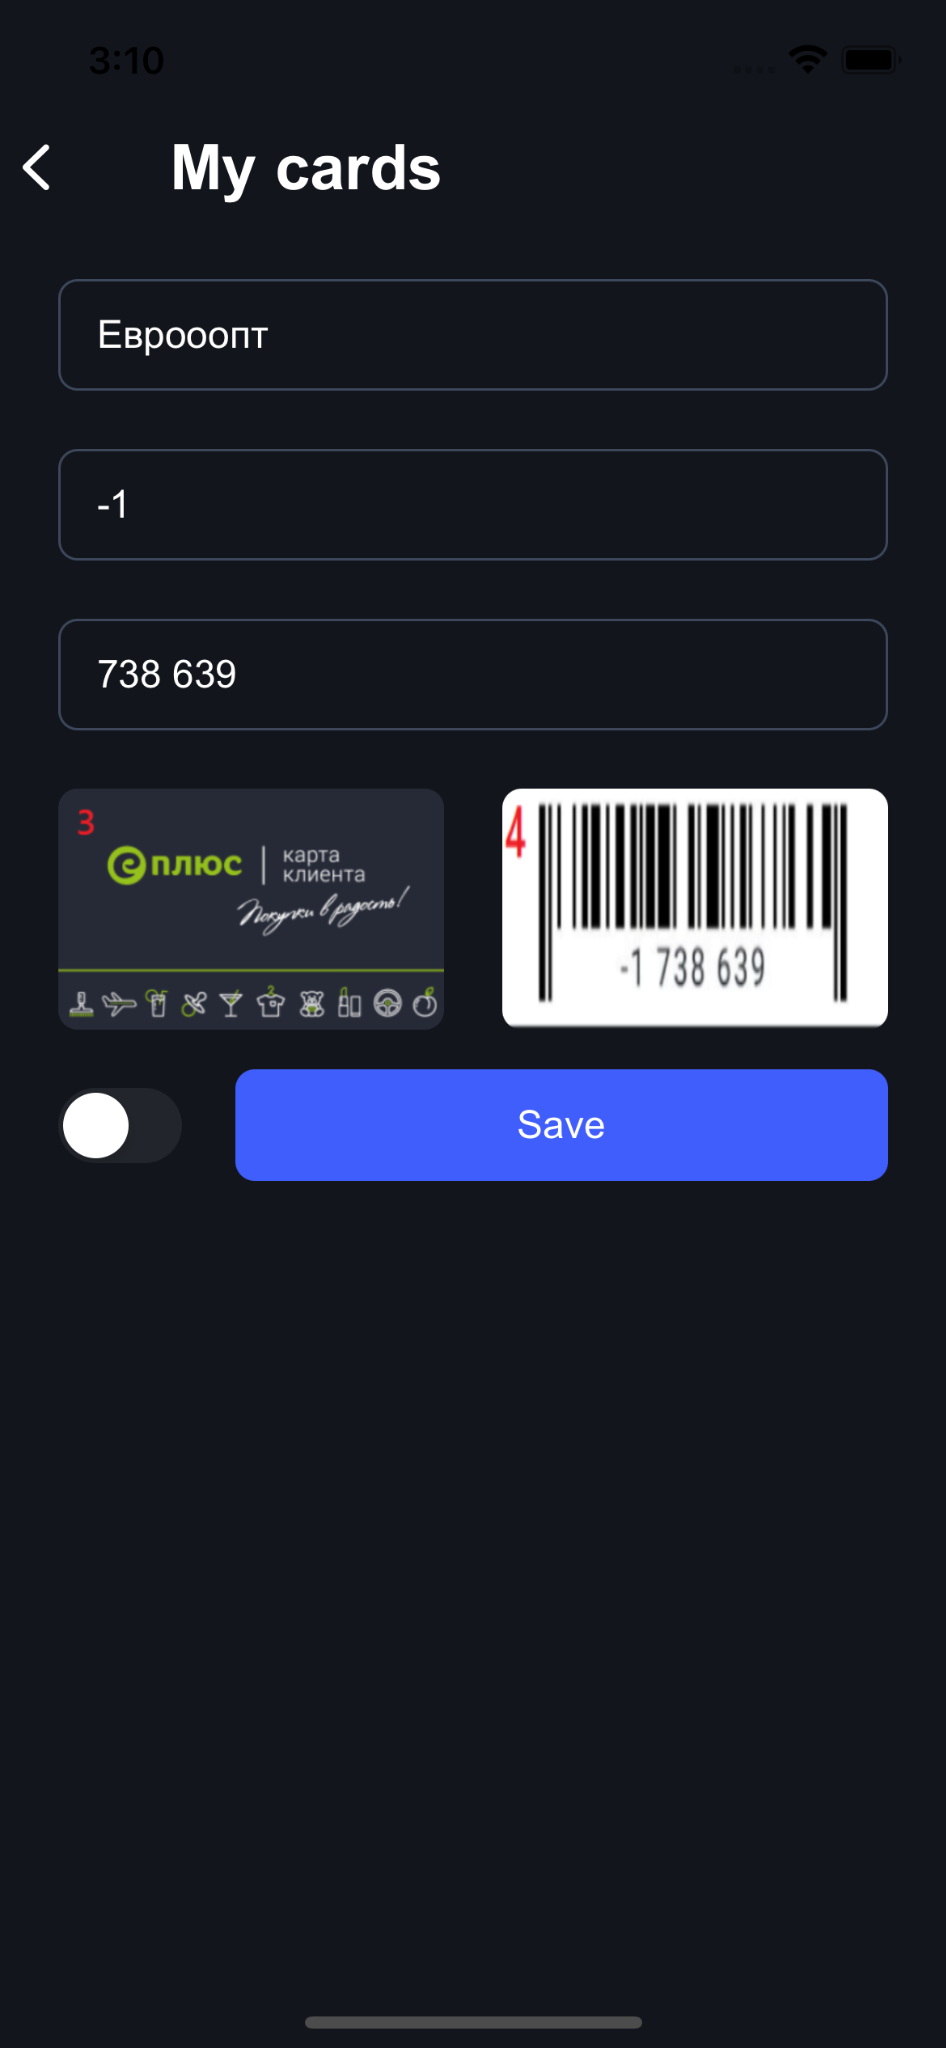 3:10
My cards
Еврооопт
-1
738 639
3
плюс
карта
клиента
Покупки в радость!
4
-1 738 639
Save